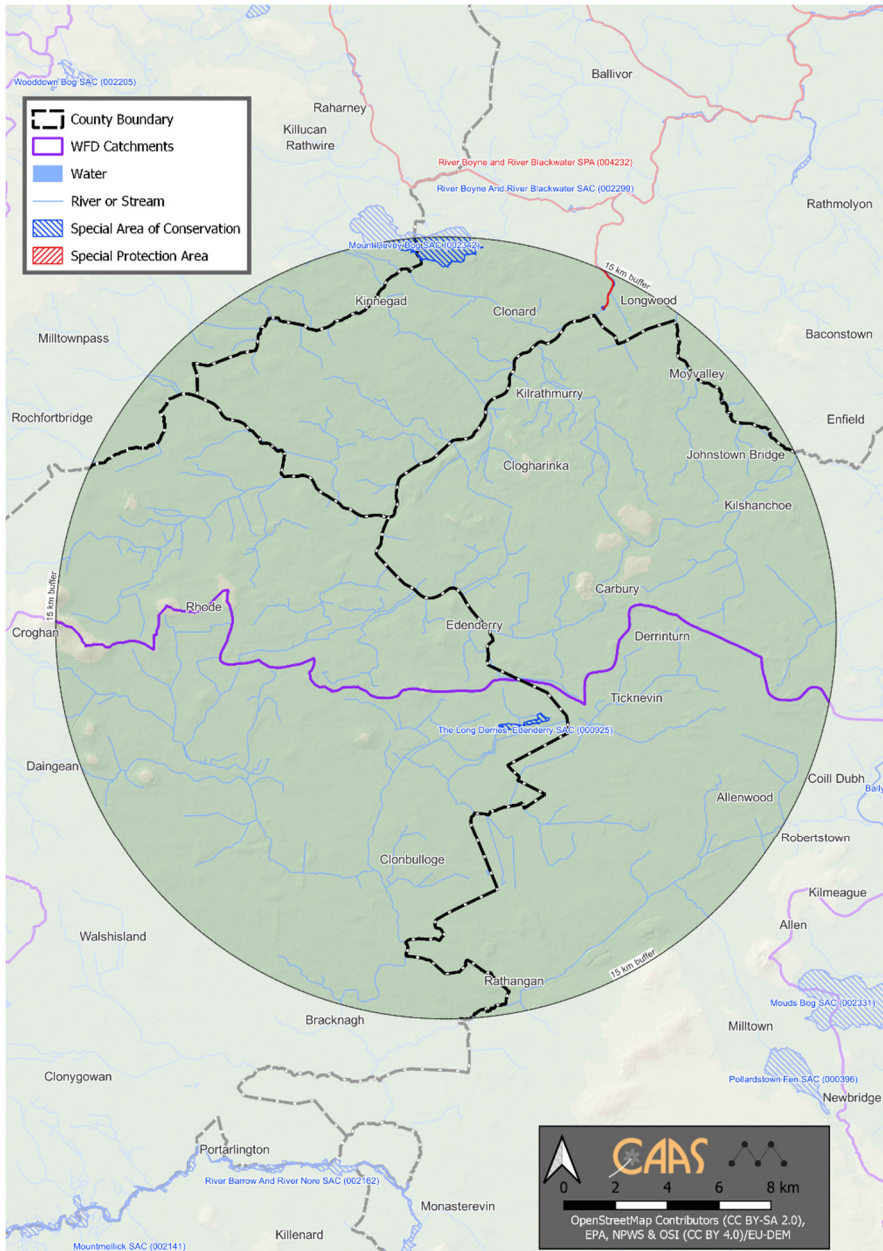 Wooddown Bog SAC (002205)
Ballivor
County Boundary
WFD Catchments
Water
River or Stream
Special Area of Conservation
Special Protection Area
Raharney
Killucan
Rathwire
River Boyne and River Blackwater SPA (004232)
River Boyne And River Blackwater SAC (002299)
Rathmolyon
Mount Hevey Bog SAC (002342)
15 km buffer
Kinnegad
Longwood
Clonard
Milltownpass
Baconstown
Moyvalley
Kilrathmurry
Rochfortbridge
Enfield
Johnstown Bridge
Clogharinka
Kilshanchoe
15 km buffer
Carbury
Rhode
Croghan
Edenderry
Derrinturn
Ticknevin
The Long Derries, Edenderry SAC (000925)
Daingean
Coill Dubh
Bally
Allenwood
Robertstown
Clonbulloge
Kilmeague
Allen
Walshisland
15 km buffer
Rathangan
Mouds Bog SAC (002331)
Bracknagh
Milltown
Clonygowan
Pollardstown Fen SAC (000396)
Newbridge
Portarlington
River Barrow And River Nore SAC (002162)
Monasterevin
Killenard
Mountmellick SAC (002141)
CAAS
0 2 4 6 8 km
OpenStreetMap Contributors (CC BY-SA 2.0),
EPA, NPWS & OSI (CC BY 4.0)/EU-DEM